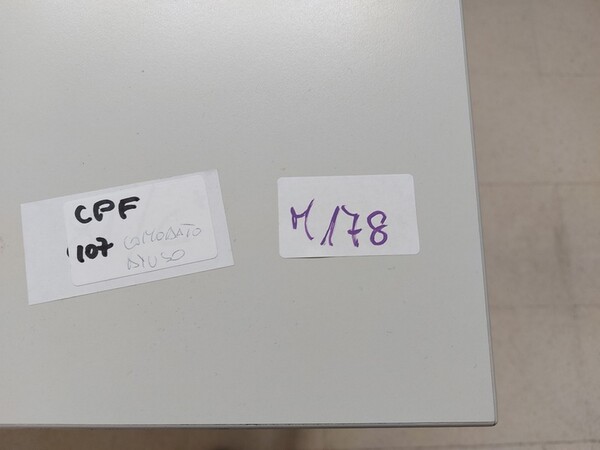 CPF
107 COMODATO
D'USO
M/178